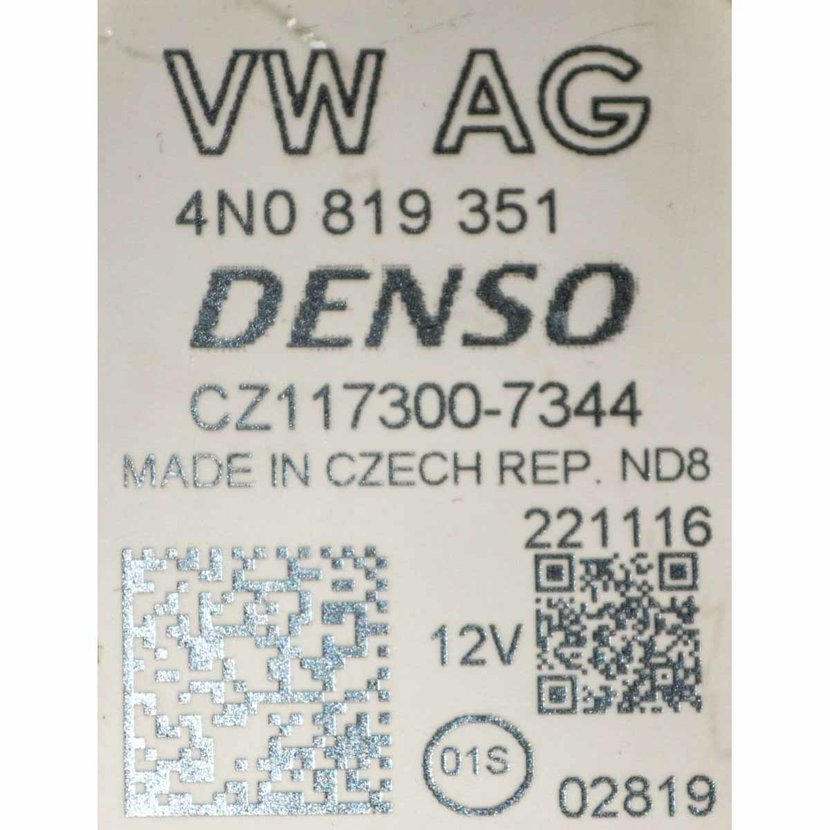 VW AG
4N0 819 351
DENSO
CZ117300-7344
MADE IN CZECH REP. ND8
221116
12V
01S
02819